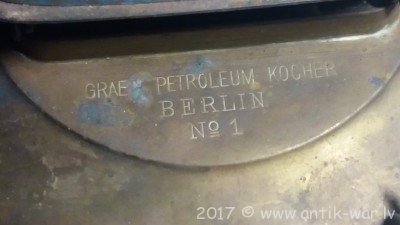 PETROLEUM KOCHER
BERLIN
No 1
2017 © www.antik-war.lv